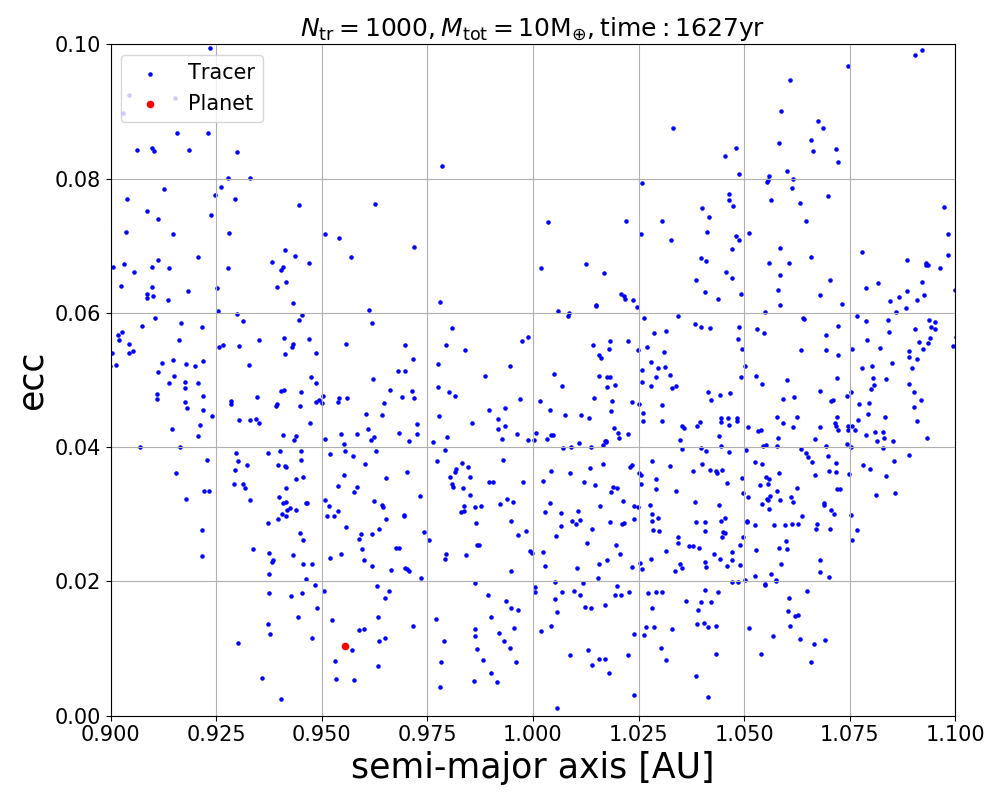 N_tr = 1000, M_tot = 10M_⊕, time : 1627yr
Tracer
Planet
0.10
0.08
0.06
0.04
0.02
0.00
ecc
0.900 0.925 0.950 0.975 1.000 1.025 1.050 1.075 1.100
semi-major axis [AU]